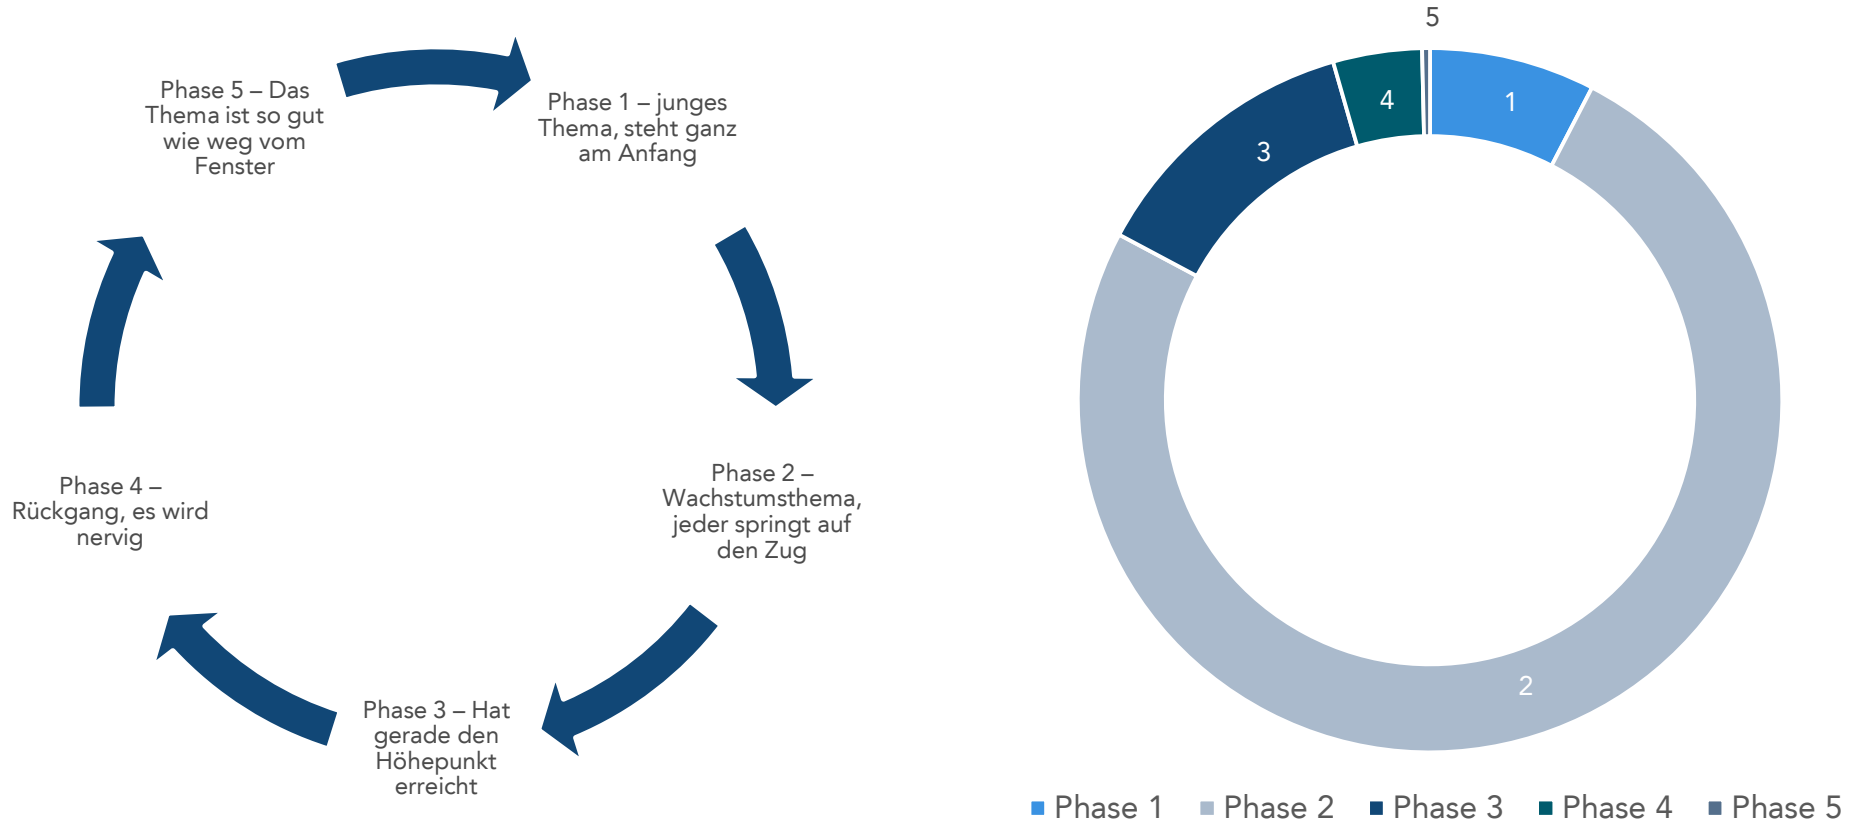 Phase 5 – Das
Thema ist so gut
wie weg vom
Fenster
Phase 1 – junges
Thema, steht ganz
am Anfang
Phase 2 –
Wachstumsthema,
jeder springt auf
den Zug
Phase 3 – Hat
gerade den
Höhepunkt
erreicht
Phase 4 –
Rückgang, es wird
nervig
5
1
4
3
2
Phase 1 Phase 2 Phase 3 Phase 4 Phase 5